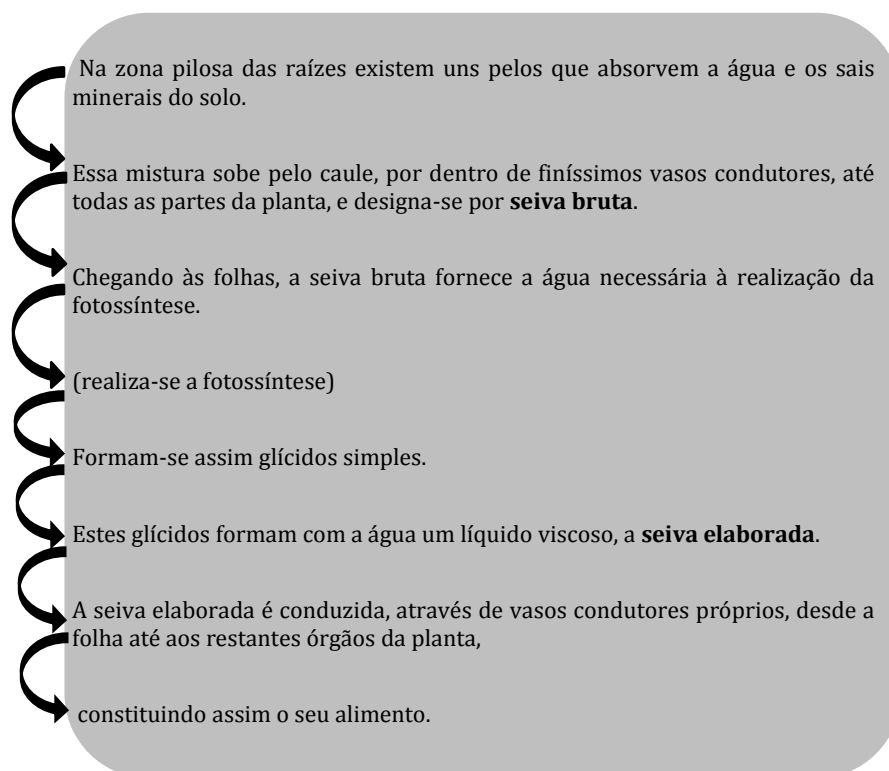 Na zona pilosa das raízes existem uns pelos que absorvem a água e os sais
minerais do solo.
Essa mistura sobe pelo caule, por dentro de finíssimos vasos condutores, até
todas as partes da planta, e designa-se por seiva bruta.
Chegando às folhas, a seiva bruta fornece a água necessária à realização da
fotossíntese.
(realiza-se a fotossíntese)
Formam-se assim glícidos simples.
Estes glícidos formam com a água um líquido viscoso, a seiva elaborada.
A seiva elaborada é conduzida, através de vasos condutores próprios, desde a
folha até aos restantes órgãos da planta,
constituindo assim o seu alimento.